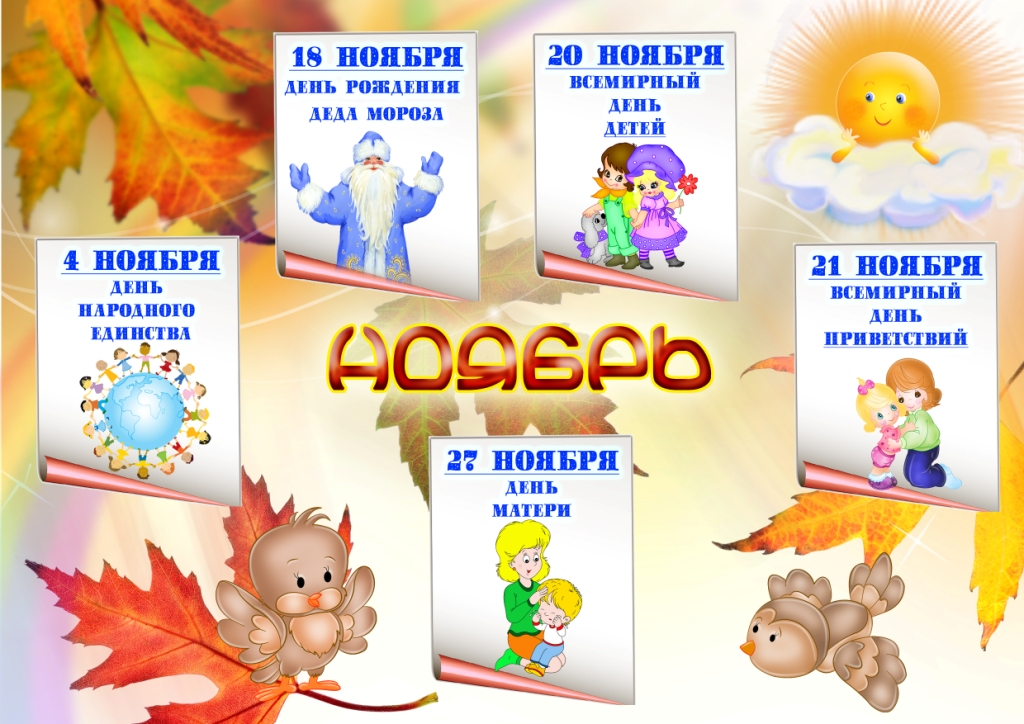 18 НОЯБРЯ
ДЕНЬ РОЖДЕНИЯ
ДЕДА МОРОЗА
20 НОЯБРЯ
ВСЕМИРНЫЙ
ДЕНЬ
ДЕТЕЙ
4 НОЯБРЯ
ДЕНЬ
НАРОДНОГО
ЕДИНСТВА
21 НОЯБРЯ
ВСЕМИРНЫЙ
ДЕНЬ
ПРИВЕТСТВИЙ
НОЯБРЬ
27 НОЯБРЯ
ДЕНЬ
МАТЕРИ